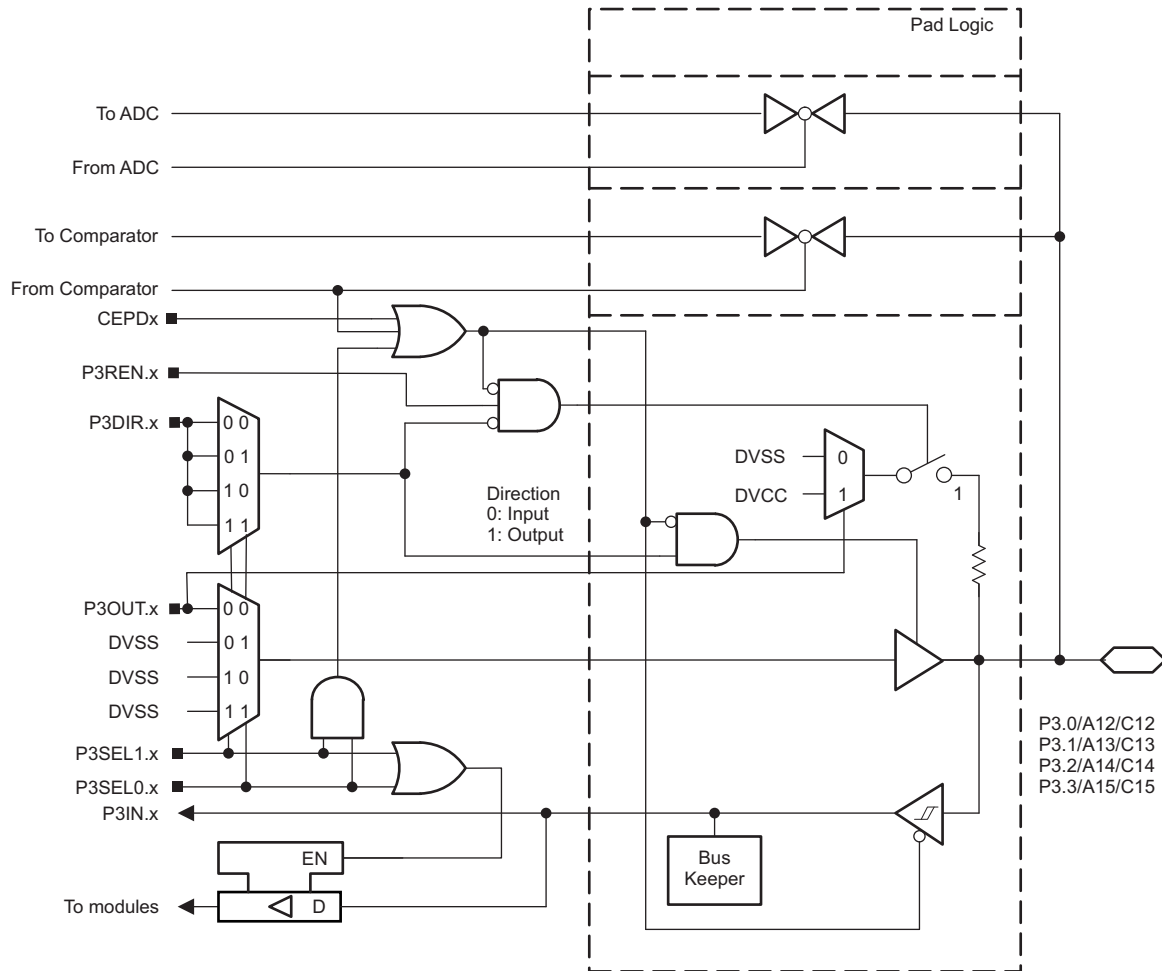 Pad Logic
To ADC
From ADC
To Comparator
From Comparator
CEPDx
P3REN.x
P3DIR.x
0 0
0 1
1 0
1 1
Direction
0: Input
1: Output
DVSS
0
DVCC
1
1
P3OUT.x
0 0
DVSS
0 1
DVSS
1 0
DVSS
1 1
P3SEL1.x
P3SEL0.x
P3IN.x
P3.0/A12/C12
P3.1/A13/C13
P3.2/A14/C14
P3.3/A15/C15
Bus
Keeper
EN
To modules
D